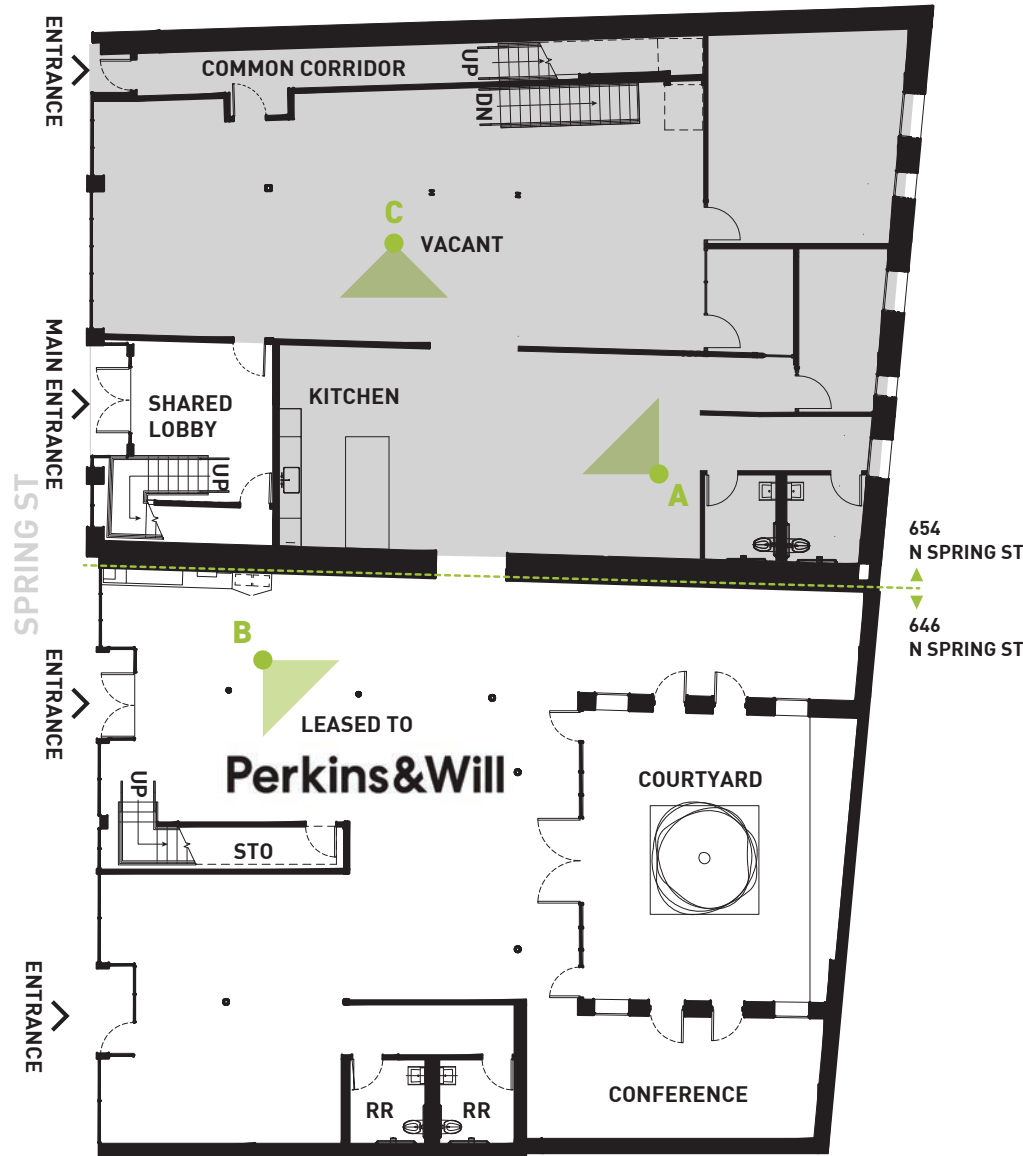 ENTRANCE
COMMON CORRIDOR
UP
DN
C
VACANT
MAIN ENTRANCE
SHARED
LOBBY
KITCHEN
UP
A
SPRING ST
654
N SPRING ST
646
N SPRING ST
B
ENTRANCE
LEASED TO
Perkins&Will
UP
STO
COURTYARD
ENTRANCE
RR
RR
CONFERENCE